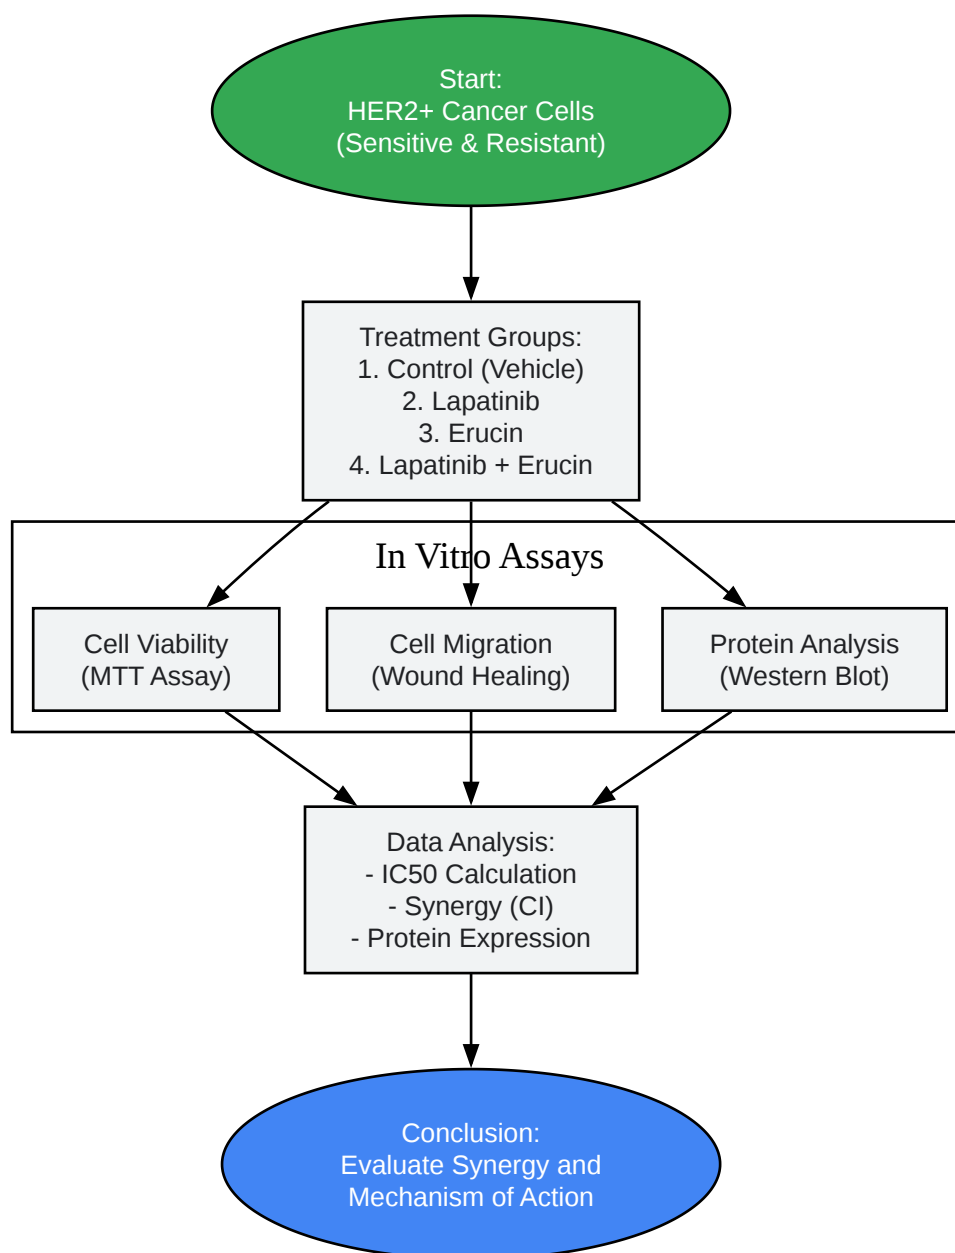 Start:
HER2+ Cancer Cells
(Sensitive & Resistant)
Treatment Groups:
1. Control (Vehicle)
2. Lapatinib
3. Erucin
4. Lapatinib + Erucin
In Vitro Assays
Cell Viability
(MTT Assay)
Cell Migration
(Wound Healing)
Protein Analysis
(Western Blot)
Data Analysis:
- IC50 Calculation
- Synergy (CI)
- Protein Expression
Conclusion:
Evaluate Synergy and
Mechanism of Action